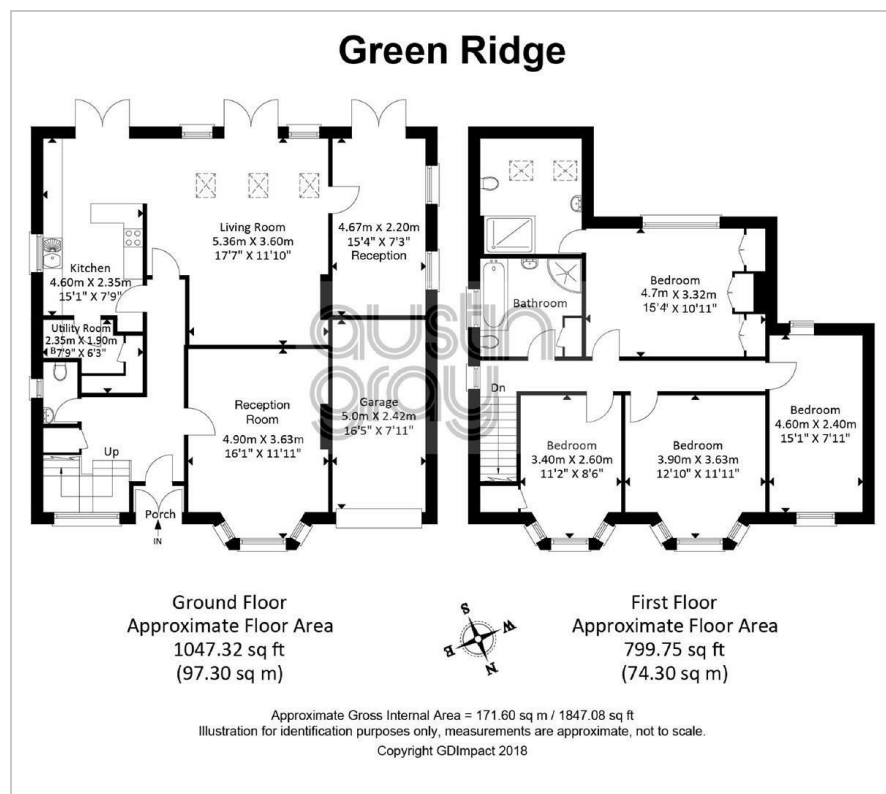 Green Ridge
Living Room
5.36m X 3.60m
17'7" X 11'10"
4.67m X 2.20m
15'4" X 7'3"
Reception
Kitchen
4.60m X 2.35m
15'1" X 7'9"
Utility Room
2.35m X 1.90m
7'9" X 6'3"
B
Reception
Room
4.90m X 3.63m
16'1" X 11'11"
Garage
5.0m X 2.42m
16'5" X 7'11"
Up
Porch
IN
Bathroom
Bedroom
4.7m X 3.32m
15'4" X 10'11"
Dn
Bedroom
3.40m X 2.60m
11'2" X 8'6"
Bedroom
3.90m X 3.63m
12'10" X 11'11"
Bedroom
4.60m X 2.40m
15'1" X 7'11"
austin
gray
Ground Floor
Approximate Floor Area
1047.32 sq ft
(97.30 sq m)
S
W
E
N
First Floor
Approximate Floor Area
799.75 sq ft
(74.30 sq m)
Approximate Gross Internal Area = 171.60 sq m / 1847.08 sq ft
Illustration for identification purposes only, measurements are approximate, not to scale.
Copyright GDImpact 2018